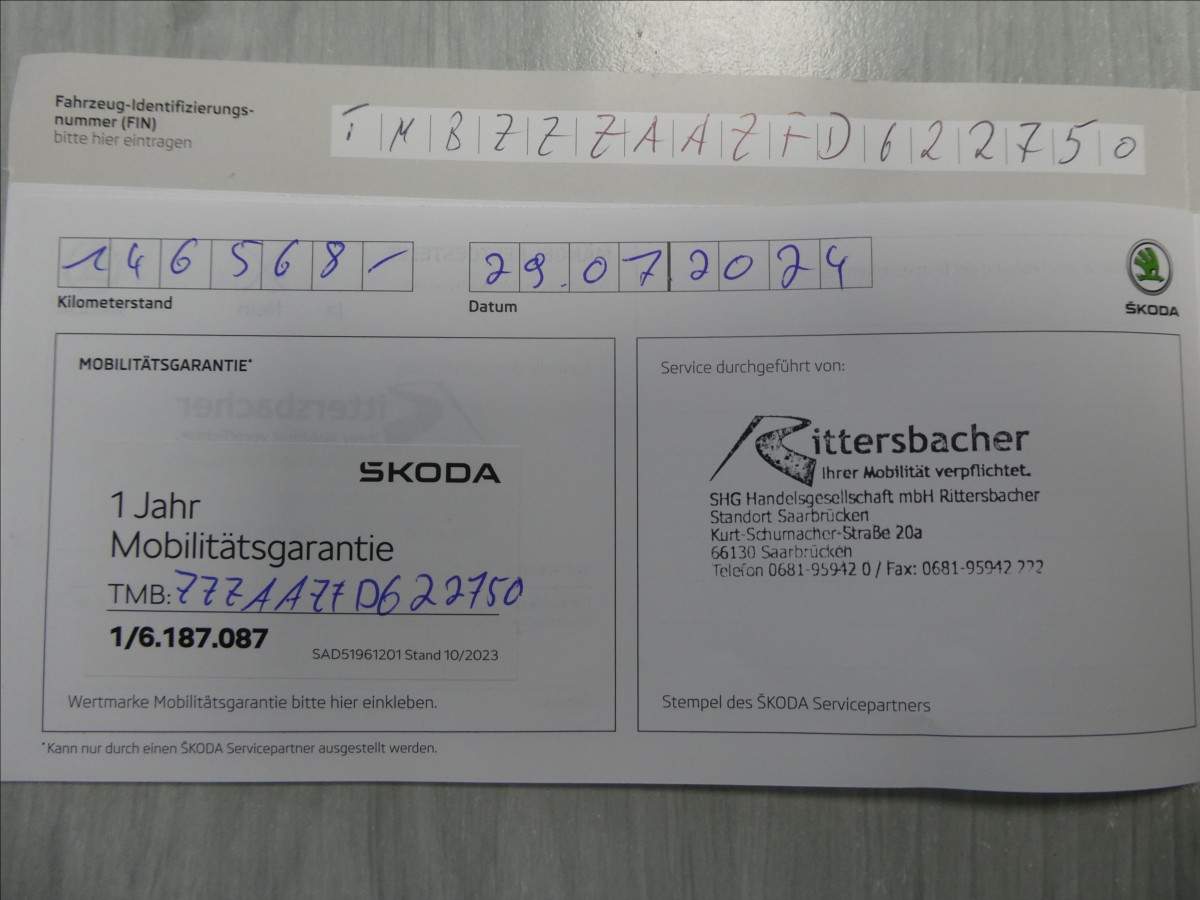 Fahrzeug-Identifizierungs-
nummer (FIN)
bitte hier eintragen
TMBZZZAAZFD622750
146568-
Kilometerstand
29.07.2024
Datum
ŠKODA
MOBILITÄTSGARANTIE*
ŠKODA
1 Jahr
Mobilitätsgarantie
TMB: ZZZAAZFD622750
1/6.187.087
SAD51961201 Stand 10/2023
Wertmarke Mobilitätsgarantie bitte hier einkleben.
Service durchgeführt von:
Rittersbacher
Ihrer Mobilität verpflichtet.
SHG Handelsgesellschaft mbH Rittersbacher
Standort Saarbrücken
Kurt-Schumacher-Straße 20a
66130 Saarbrücken
Telefon 0681-95942 0 / Fax: 0681-95942 222
Stempel des ŠKODA Servicepartners
*Kann nur durch einen ŠKODA Servicepartner ausgestellt werden.